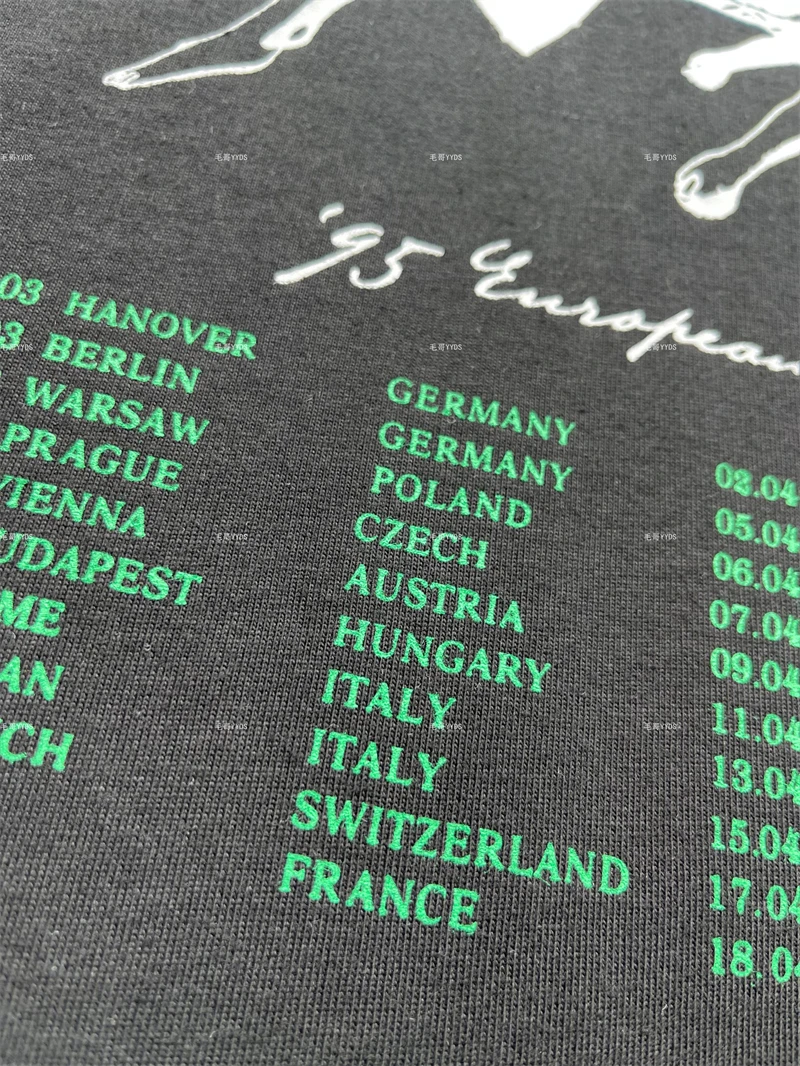 '95 European
03 HANOVER GERMANY 02.04
3 BERLIN GERMANY 05.04
WARSAW POLAND 06.04
PRAGUE CZECH 07.04
VIENNA AUSTRIA 09.04
UDAPEST HUNGARY 11.04
ME ITALY 13.04
AN ITALY 15.04
CH SWITZERLAND 17.04
FRANCE 18.04
毛哥YYDS